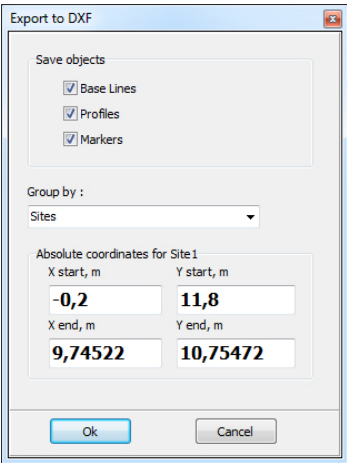 Export to DXF
Save objects
Base Lines
Profiles
Markers
Group by :
Sites
Absolute coordinates for Site1
X start, m Y start, m
-0,2 11,8
X end, m Y end, m
9,74522 10,75472
Ok Cancel